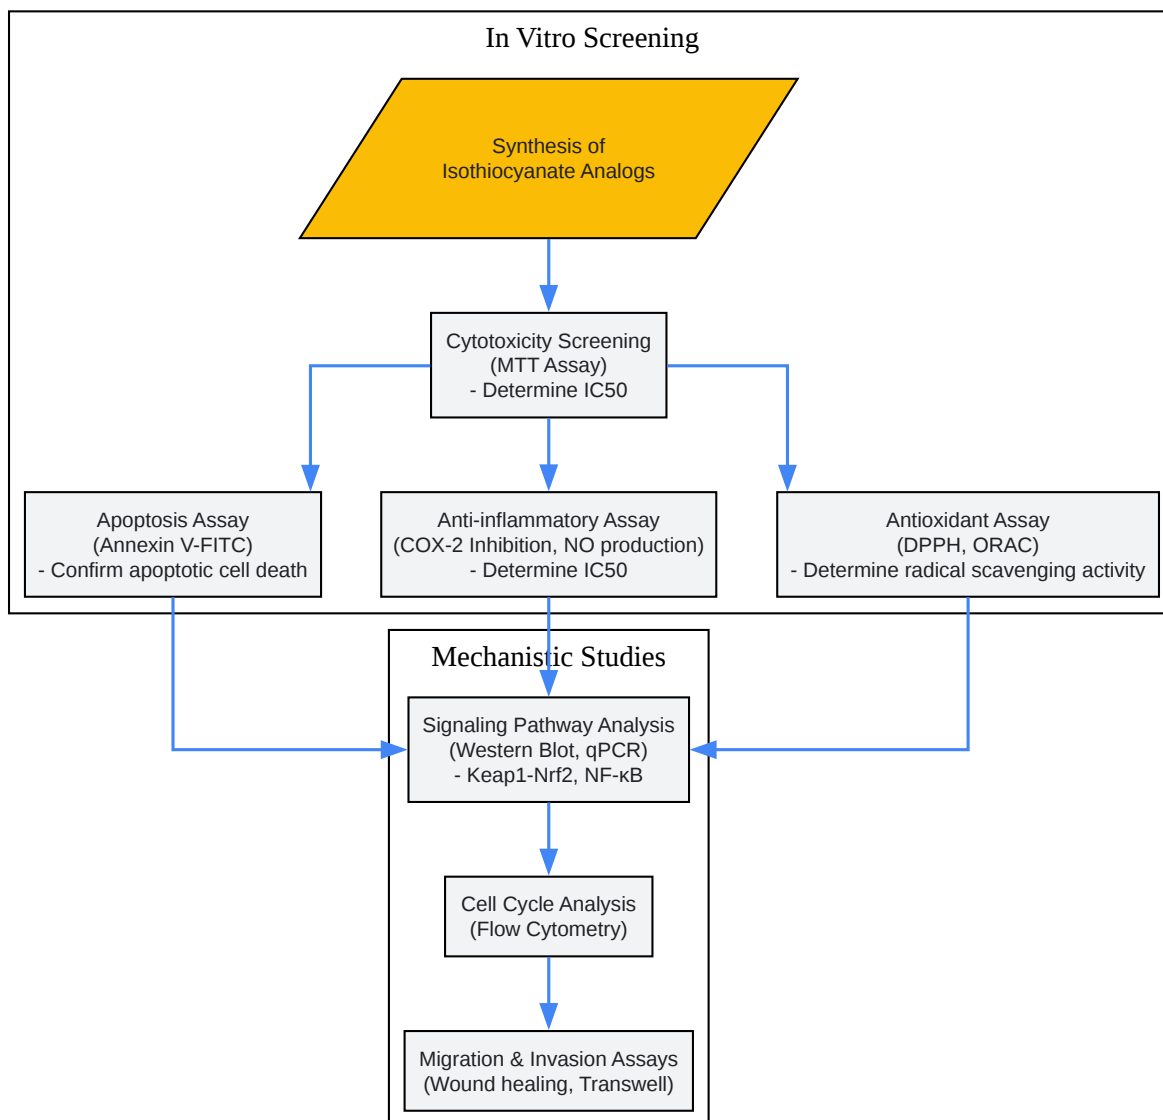 In Vitro Screening
Synthesis of
Isothiocyanate Analogs
Cytotoxicity Screening
(MTT Assay)
- Determine IC50
Apoptosis Assay
(Annexin V-FITC)
- Confirm apoptotic cell death
Anti-inflammatory Assay
(COX-2 Inhibition, NO production)
- Determine IC50
Antioxidant Assay
(DPPH, ORAC)
- Determine radical scavenging activity
Mechanistic Studies
Signaling Pathway Analysis
(Western Blot, qPCR)
- Keap1-Nrf2, NF-κB
Cell Cycle Analysis
(Flow Cytometry)
Migration & Invasion Assays
(Wound healing, Transwell)